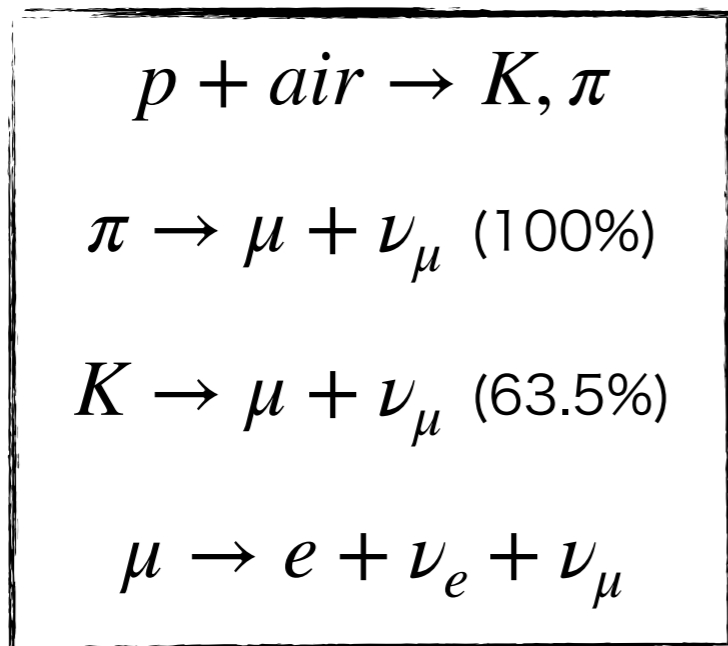 p + air → K, π
π → μ + ν_μ (100%)
K → μ + ν_μ (63.5%)
μ → e + ν_e + ν_μ